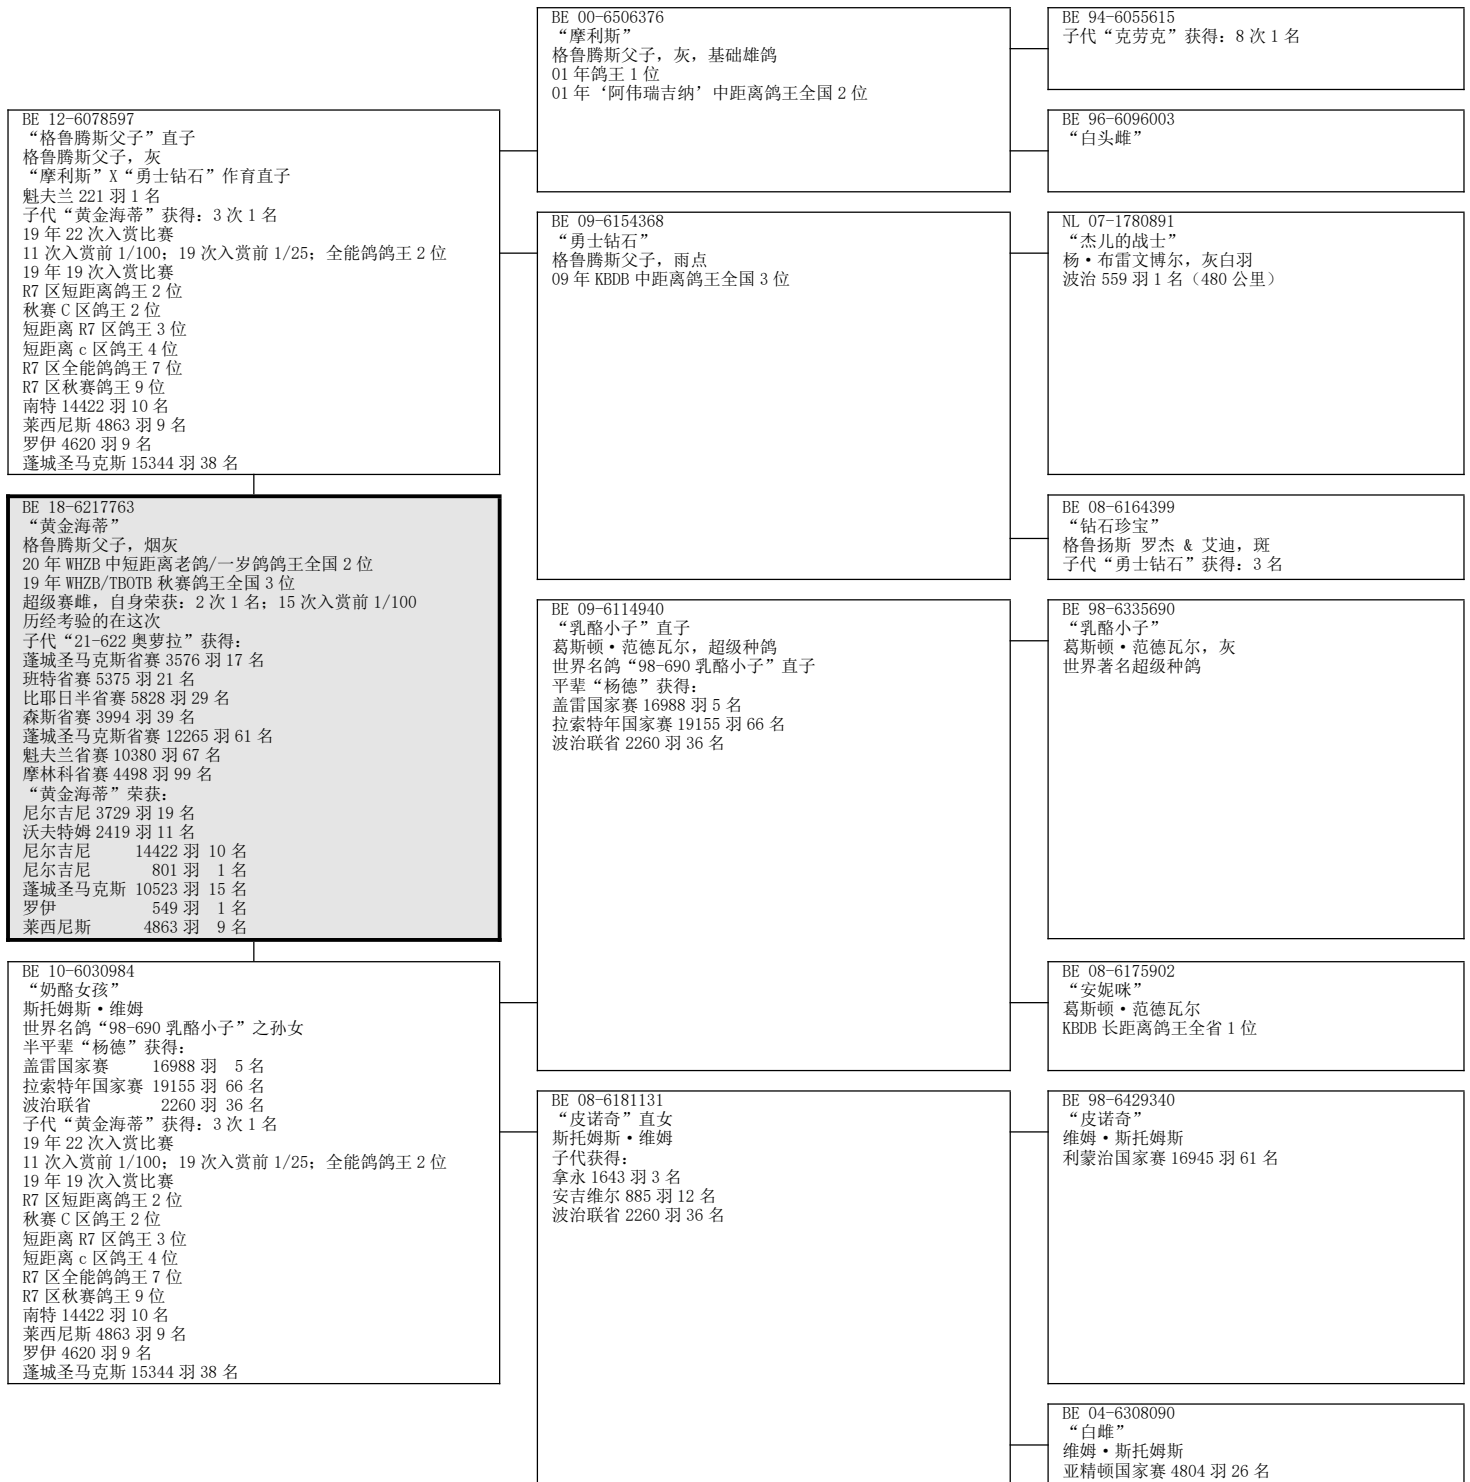 BE 12-6078597
“格鲁腾斯父子”直子
格鲁腾斯父子，灰
“摩利斯”X“勇士钻石”作育直子
魁夫兰 221 羽 1 名
子代“黄金海蒂”获得：3 次 1 名
19 年 22 次入赏比赛
11 次入赏前 1/100；19 次入赏前 1/25；全能鸽鸽王 2 位
19 年 19 次入赏比赛
R7 区短距离鸽王 2 位
秋赛 C 区鸽王 2 位
短距离 R7 区鸽王 3 位
短距离 c 区鸽王 4 位
R7 区全能鸽鸽王 7 位
R7 区秋赛鸽王 9 位
南特 14422 羽 10 名
莱西尼斯 4863 羽 9 名
罗伊 4620 羽 9 名
蓬城圣马克斯 15344 羽 38 名
BE 18-6217763
“黄金海蒂”
格鲁腾斯父子，烟灰
20 年 WHZB 中短距离老鸽/一岁鸽鸽王全国 2 位
19 年 WHZB/TBOTB 秋赛鸽王全国 3 位
超级赛雌，自身荣获：2 次 1 名；15 次入赏前 1/100
历经考验的在这次
子代“21-622 奥萝拉”获得：
蓬城圣马克斯省赛 3576 羽 17 名
班特省赛 5375 羽 21 名
比耶日半省赛 5828 羽 29 名
森斯省赛 3994 羽 39 名
蓬城圣马克斯省赛 12265 羽 61 名
魁夫兰省赛 10380 羽 67 名
摩林科省赛 4498 羽 99 名
“黄金海蒂”荣获：
尼尔吉尼 3729 羽 19 名
沃夫特姆 2419 羽 11 名
尼尔吉尼 14422 羽 10 名
尼尔吉尼 801 羽 1 名
蓬城圣马克斯 10523 羽 15 名
罗伊 549 羽 1 名
莱西尼斯 4863 羽 9 名
BE 10-6030984
“奶酪女孩”
斯托姆斯·维姆
世界名鸽“98-690 乳酪小子”之孙女
半平辈“杨德”获得：
盖雷国家赛 16988 羽 5 名
拉索特年国家赛 19155 羽 66 名
波治联省 2260 羽 36 名
子代“黄金海蒂”获得：3 次 1 名
19 年 22 次入赏比赛
11 次入赏前 1/100；19 次入赏前 1/25；全能鸽鸽王 2 位
19 年 19 次入赏比赛
R7 区短距离鸽王 2 位
秋赛 C 区鸽王 2 位
短距离 R7 区鸽王 3 位
短距离 c 区鸽王 4 位
R7 区全能鸽鸽王 7 位
R7 区秋赛鸽王 9 位
南特 14422 羽 10 名
莱西尼斯 4863 羽 9 名
罗伊 4620 羽 9 名
蓬城圣马克斯 15344 羽 38 名
BE 00-6506376
“摩利斯”
格鲁腾斯父子，灰，基础雄鸽
01 年鸽王 1 位
01 年‘阿伟瑞吉纳’中距离鸽王全国 2 位
BE 09-6154368
“勇士钻石”
格鲁腾斯父子，雨点
09 年 KBDB 中距离鸽王全国 3 位
BE 09-6114940
“乳酪小子”直子
葛斯顿·范德瓦尔，超级种鸽
世界名鸽“98-690 乳酪小子”直子
平辈“杨德”获得：
盖雷国家赛 16988 羽 5 名
拉索特年国家赛 19155 羽 66 名
波治联省 2260 羽 36 名
BE 08-6181131
“皮诺奇”直女
斯托姆斯·维姆
子代获得：
拿永 1643 羽 3 名
安吉维尔 885 羽 12 名
波治联省 2260 羽 36 名
BE 94-6055615
子代“克劳克”获得：8 次 1 名
BE 96-6096003
“白头雌”
NL 07-1780891
“杰儿的战士”
杨·布雷文博尔，灰白羽
波治 559 羽 1 名（480 公里）
BE 08-6164399
“钻石珍宝”
格鲁扬斯 罗杰 & 艾迪，斑
子代“勇士钻石”获得：3 名
BE 98-6335690
“乳酪小子”
葛斯顿·范德瓦尔，灰
世界著名超级种鸽
BE 08-6175902
“安妮咪”
葛斯顿·范德瓦尔
KBDB 长距离鸽王全省 1 位
BE 98-6429340
“皮诺奇”
维姆·斯托姆斯
利蒙治国家赛 16945 羽 61 名
BE 04-6308090
“白雌”
维姆·斯托姆斯
亚精顿国家赛 4804 羽 26 名